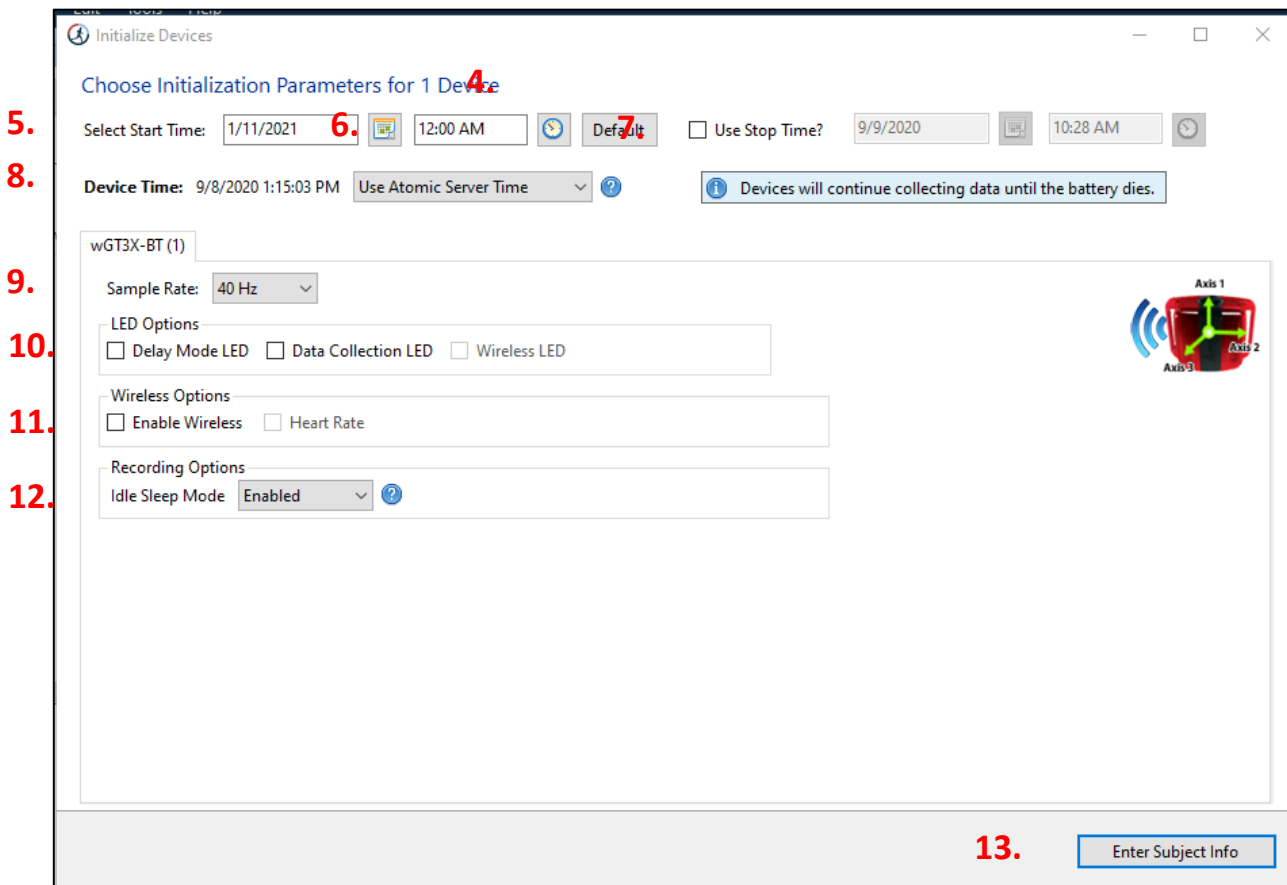 Edit Tools Help
Initialize Devices
Choose Initialization Parameters for 1 Device
4.
5. Select Start Time: 1/11/2021 6. 12:00 AM Default 7. Use Stop Time? 9/9/2020 10:28 AM
8. Device Time: 9/8/2020 1:15:03 PM Use Atomic Server Time ? i Devices will continue collecting data until the battery dies.
wGT3X-BT (1)
9. Sample Rate: 40 Hz
Axis 1
Axis 2
Axis 3
LED Options
10. Delay Mode LED Data Collection LED Wireless LED
Wireless Options
11. Enable Wireless Heart Rate
Recording Options
12. Idle Sleep Mode Enabled ?
13. Enter Subject Info